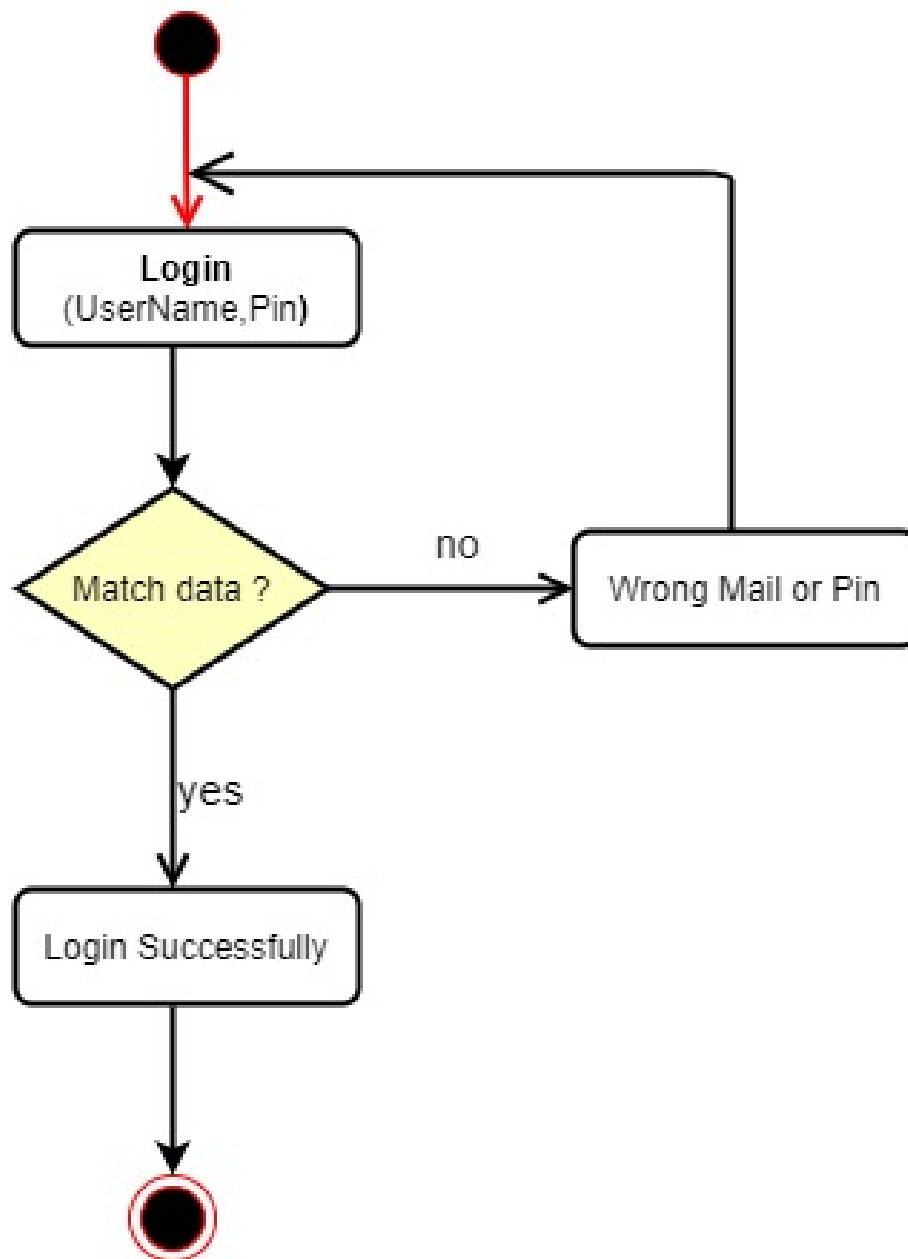 Login
(UserName,Pin)
Match data ?
no
Wrong Mail or Pin
yes
Login Successfully